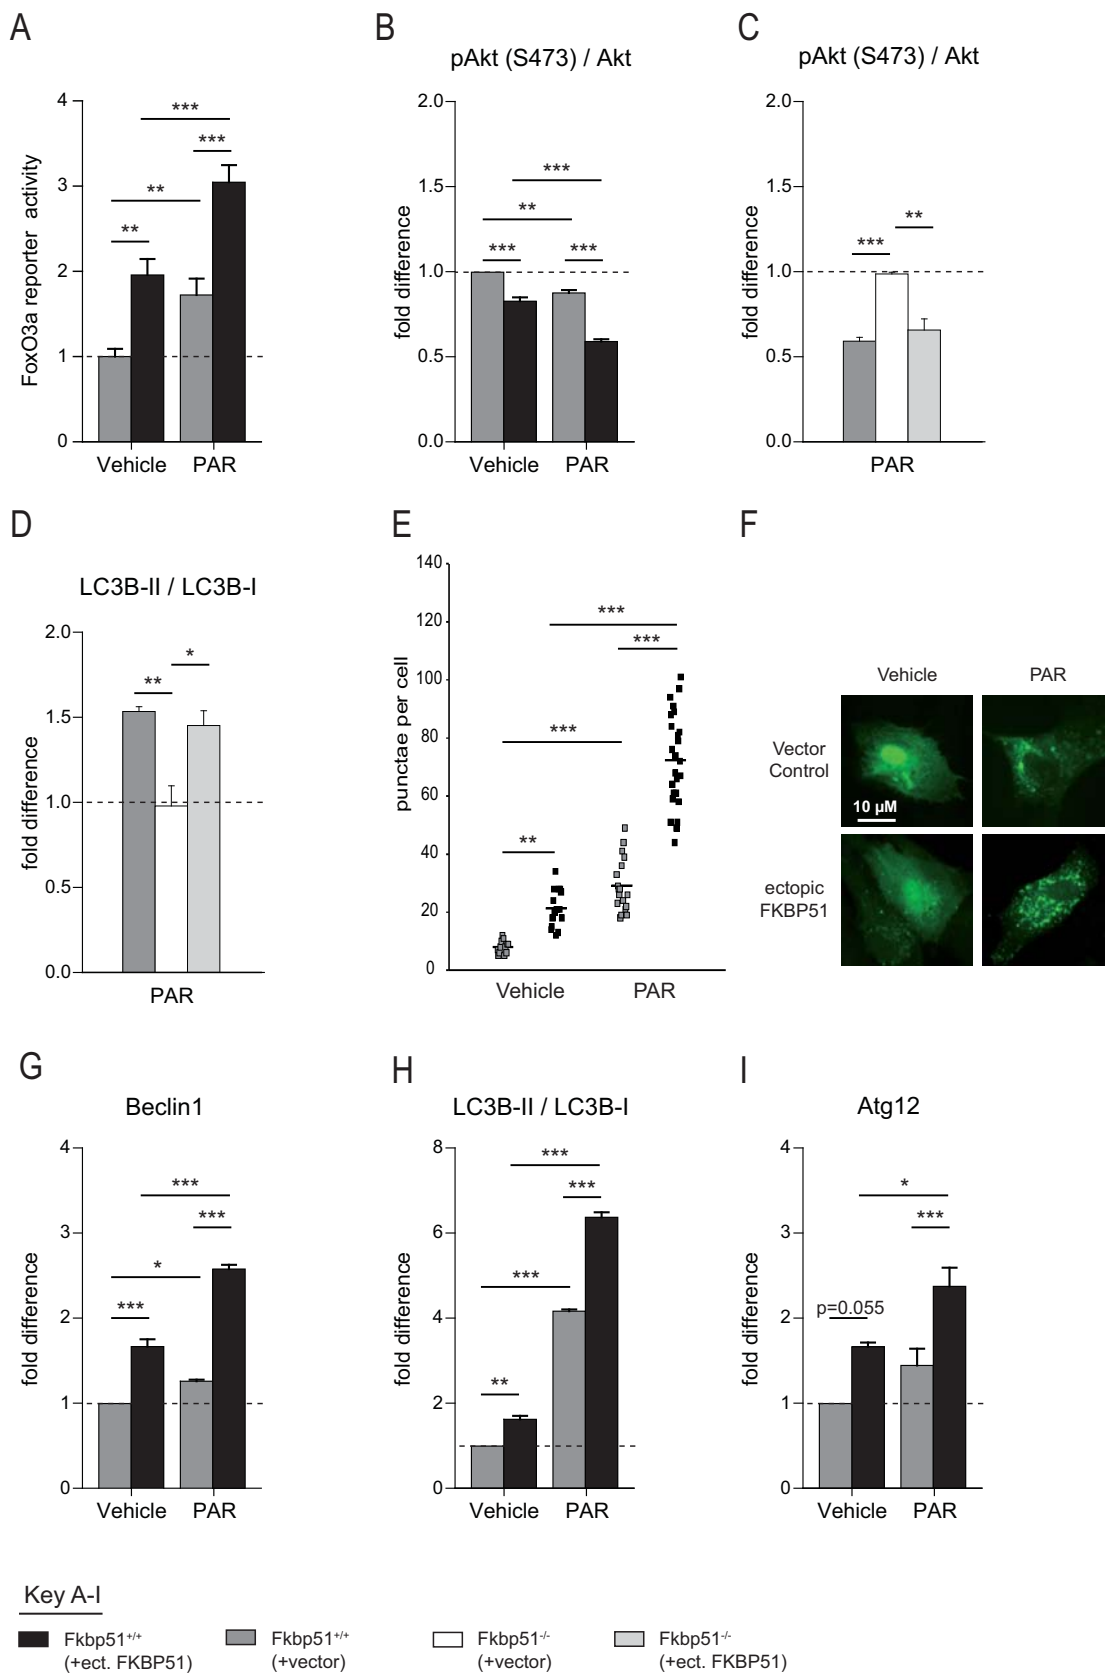 A
FoxO3a reporter activity
4
3
2
1
0
***
***
**
**
Vehicle
PAR
B
pAkt (S473) / Akt
fold difference
2.0
1.5
1.0
0.5
0.0
***
**
***
***
Vehicle
PAR
C
pAkt (S473) / Akt
fold difference
2.0
1.5
1.0
0.5
0.0
**
***
PAR
D
LC3B-II / LC3B-I
fold difference
2.0
1.5
1.0
0.5
0.0
*
**
PAR
E
punctae per cell
140
120
100
80
60
40
20
0
***
***
***
**
Vehicle
PAR
F
Vehicle
PAR
Vector
Control
10 µM
ectopic
FKBP51
G
Beclin1
fold difference
4
3
2
1
0
***
***
*
***
Vehicle
PAR
H
LC3B-II / LC3B-I
fold difference
8
6
4
2
0
***
***
***
**
Vehicle
PAR
I
Atg12
fold difference
4
3
2
1
0
*
***
p=0.055
Vehicle
PAR
Key A-I
Fkbp51+/+
(+ect. FKBP51)
Fkbp51+/+
(+vector)
Fkbp51-/-
(+vector)
Fkbp51-/-
(+ect. FKBP51)